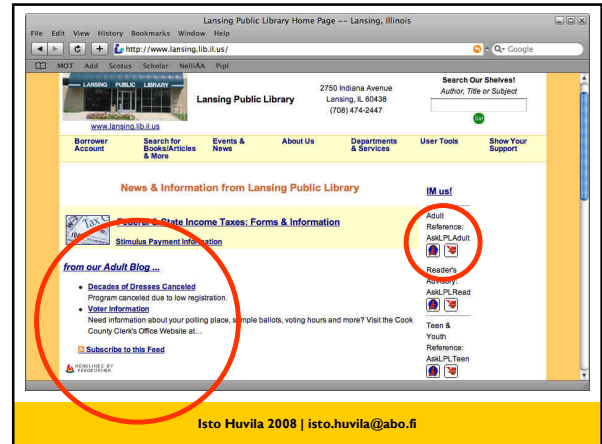 Lansing Public Library Home Page -- Lansing, Illinois
File Edit View History Bookmarks Window Help
http://www.lansing.lib.il.us/
Q- Google
MOT Add Scotus Scholar NelliÅA Pipl
LANSING PUBLIC LIBRARY
www.lansing.lib.il.us
Lansing Public Library
2750 Indiana Avenue
Lansing, IL 60438
(708) 474-2447
Search Our Shelves!
Author, Title or Subject
Go!
Borrower Account
Search for Books/Articles & More
Events & News
About Us
Departments & Services
User Tools
Show Your Support
News & Information from Lansing Public Library
Tax
Federal & State Income Taxes: Forms & Information
Stimulus Payment Information
from our Adult Blog ...
Decades of Dresses Canceled
Program canceled due to low registration.
Voter Information
Need information about your polling place, sample ballots, voting hours and more? Visit the Cook
County Clerk's Office Website at...
Subscribe to this Feed
HEADLINES BY
FEEDBURNER
IM us!
Adult
Reference:
AskLPLAdult
Reader's
Advisory:
AskLPLRead
Teen &
Youth
Reference:
AskLPLTeen
Isto Huvila 2008 | isto.huvila@abo.fi